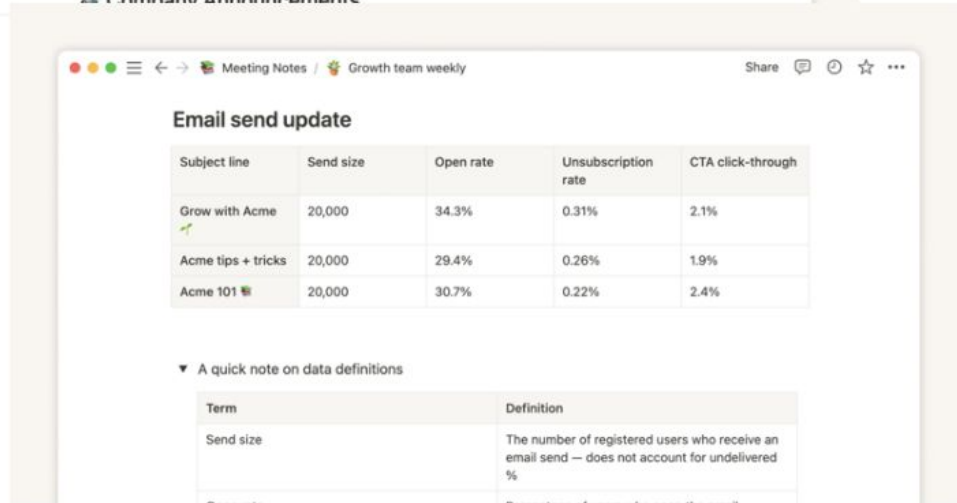 Company Announcements
Meeting Notes / Growth team weekly Share
Email send update
Subject line Send size Open rate Unsubscription rate CTA click-through
Grow with Acme 🌱 20,000 34.3% 0.31% 2.1%
Acme tips + tricks 20,000 29.4% 0.26% 1.9%
Acme 101 📚 20,000 30.7% 0.22% 2.4%
A quick note on data definitions
Term Definition
Send size The number of registered users who receive an
email send — does not account for undelivered
%